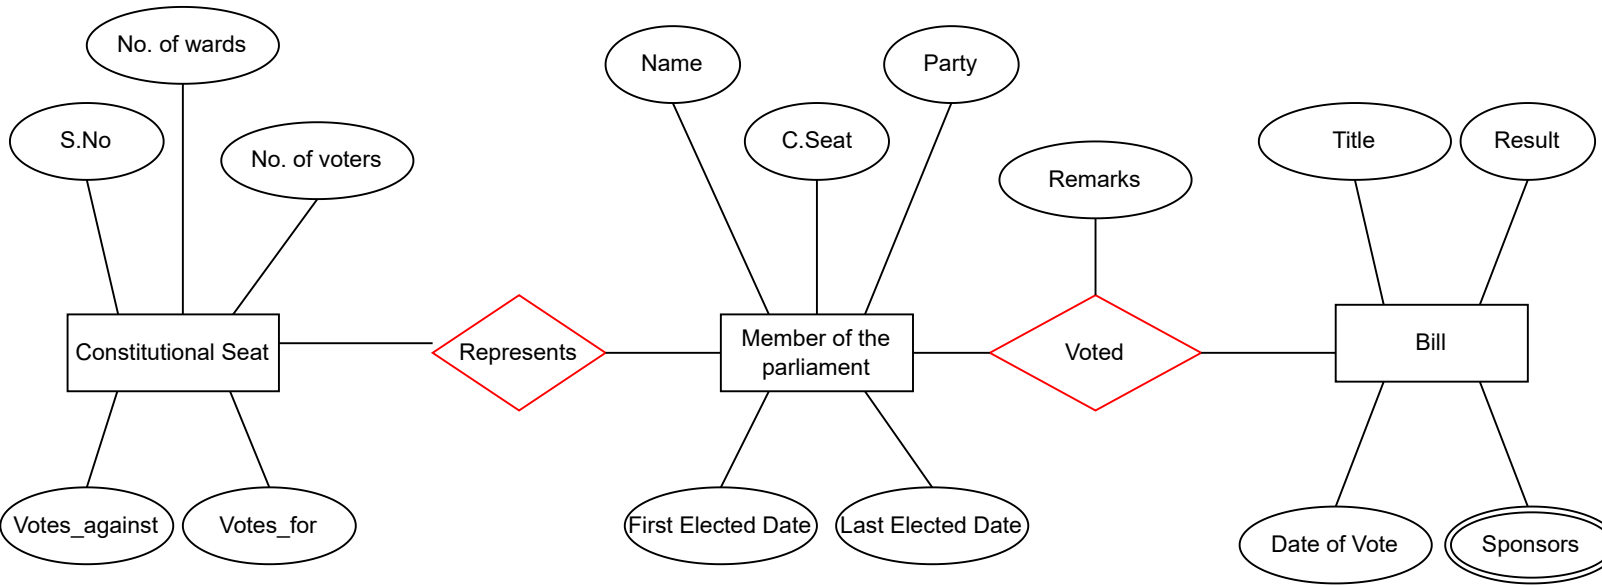 No. of wards
Name
Party
S.No
C.Seat
Title
Result
No. of voters
Remarks
Constitutional Seat
Represents
Member of the
parliament
Voted
Bill
Votes_against
Votes_for
First Elected Date
Last Elected Date
Date of Vote
Sponsors